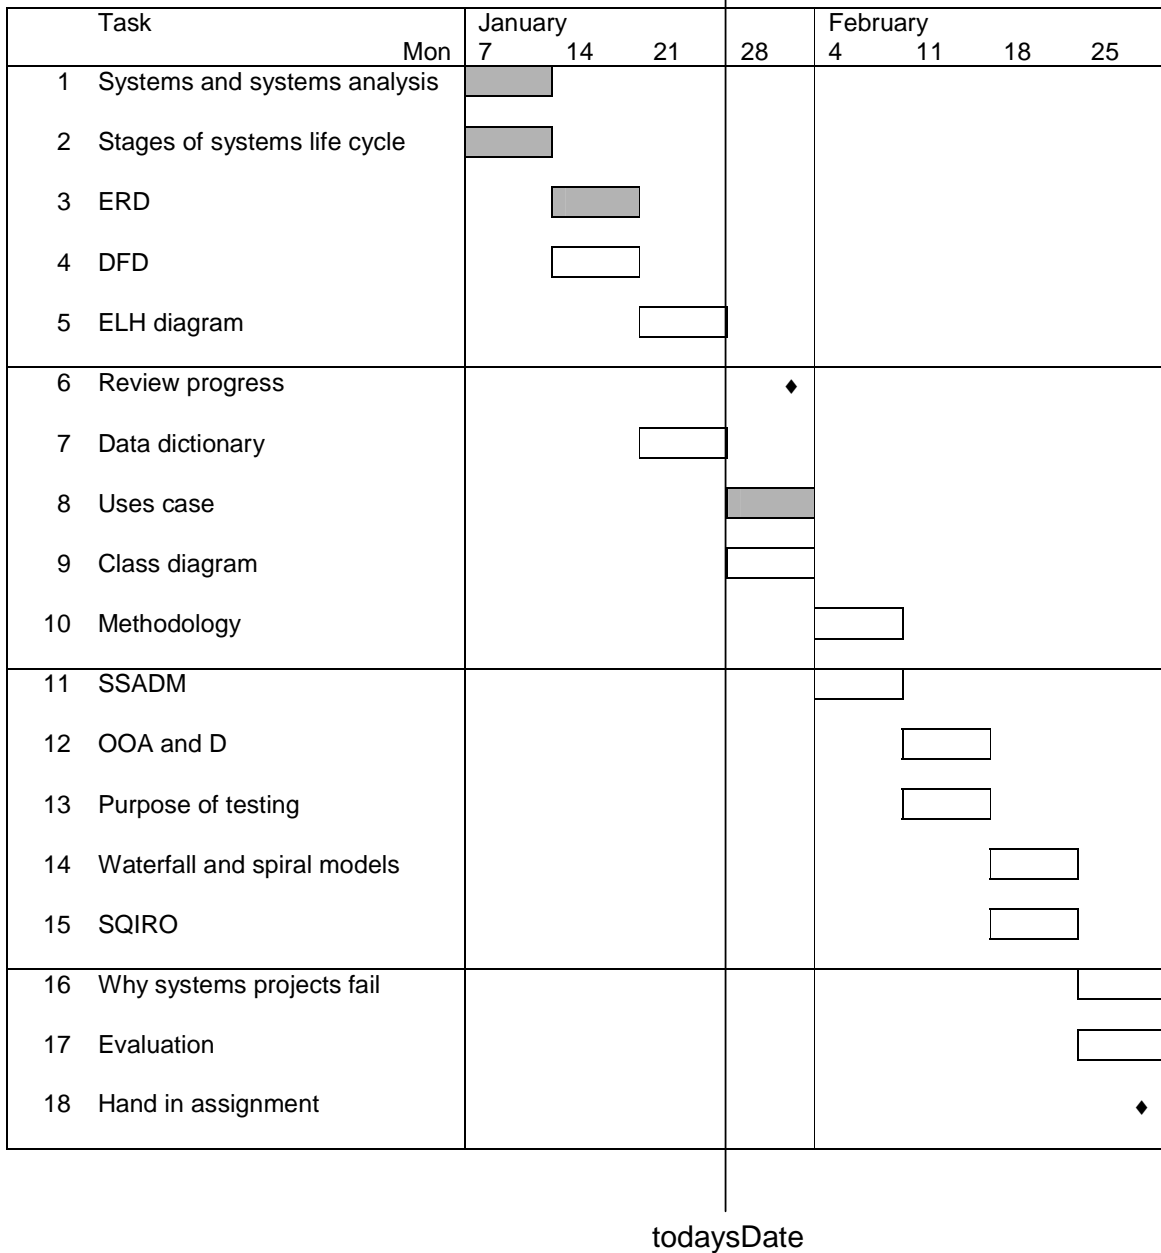 Task January February
Mon 7 14 21 28 4 11 18 25
1 Systems and systems analysis
2 Stages of systems life cycle
3 ERD
4 DFD
5 ELH diagram
6 Review progress
7 Data dictionary
8 Uses case
9 Class diagram
10 Methodology
11 SSADM
12 OOA and D
13 Purpose of testing
14 Waterfall and spiral models
15 SQIRO
16 Why systems projects fail
17 Evaluation
18 Hand in assignment
todaysDate